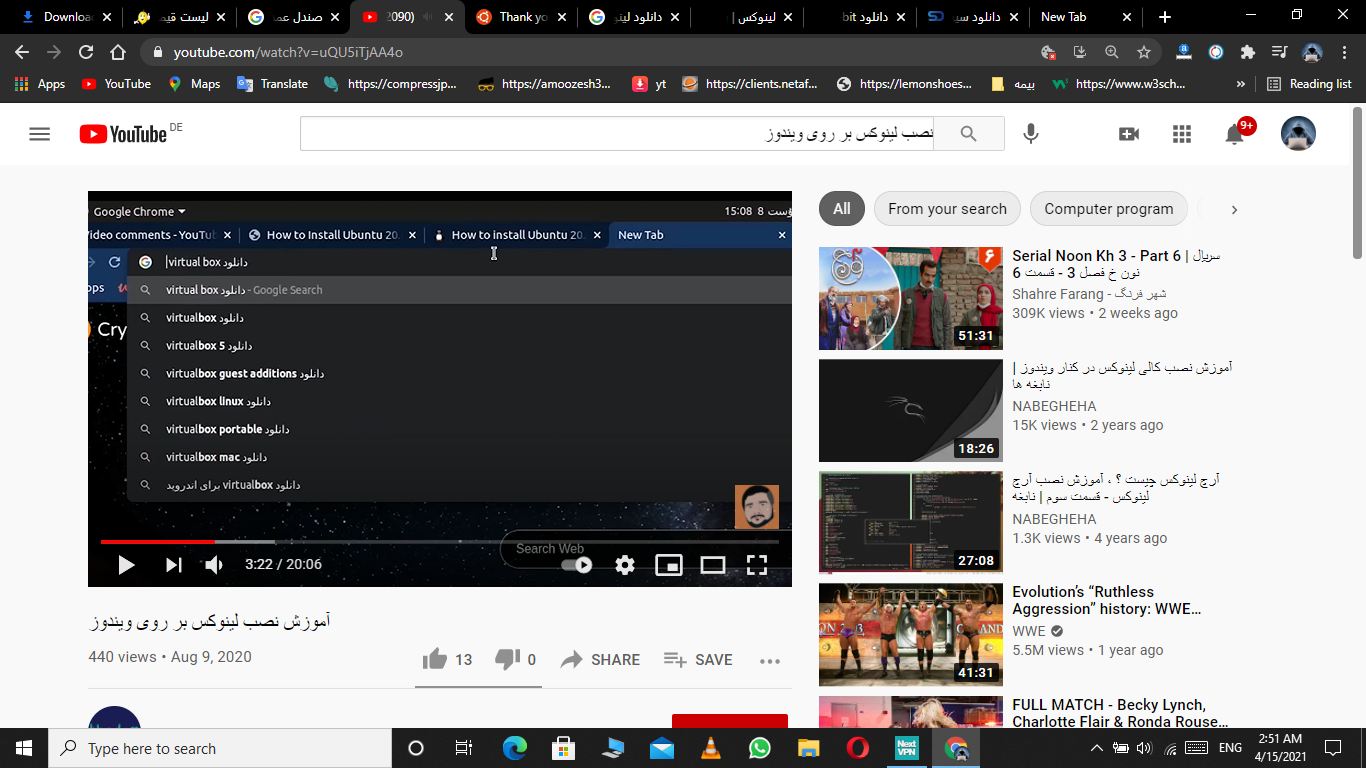 Downloac
لیست قیم
صندل عم
2090)
Thank yo
دانلود لینو
لینوکس |
دانلود bit
دانلود سی
New Tab
youtube.com/watch?v=uQU5iTjAA4o
Apps
YouTube
Maps
Translate
https://compressjp...
https://amoozesh3...
yt
https://clients.netaf...
https://lemonshoes...
بیمه
https://www.w3sch...
»
Reading list
YouTube DE
نصب لینوکس بر روی ویندوز
9+
Google Chrome
15:08 8 ؤست
ideo comments - YouTu
How to Install Ubuntu 20.
How to install Ubuntu 20.
New Tab
دانلود virtual box
ops
دانلود virtual box - Google Search
دانلود virtualbox
Cry
دانلود virtualbox 5
دانلود virtualbox guest additions
دانلود virtualbox linux
دانلود virtualbox portable
دانلود virtualbox mac
دانلود virtualbox برای اندروید
Search Web
3:22 / 20:06
آموزش نصب لینوکس بر روی ویندوز
440 views • Aug 9, 2020
13
0
SHARE
SAVE
All
From your search
Computer program
Serial Noon Kh 3 - Part 6 | سریال
نون خ فصل 3 - قسمت 6
Shahre Farang - شهر فرنگ
309K views • 2 weeks ago
۶
51:31
آموزش نصب کالی لینوکس در کنار ویندوز |
نابغه ها
NABEGHEHA
15K views • 2 years ago
18:26
آرچ لینوکس چیست ؟ ، آموزش نصب آرچ
لینوکس - قسمت سوم | نابغه
NABEGHEHA
1.3K views • 4 years ago
27:08
Evolution's “Ruthless
Aggression” history: WWE...
WWE
5.5M views • 1 year ago
41:31
FULL MATCH - Becky Lynch,
Charlotte Flair & Ronda Rouse...
Type here to search
Next
VPN
ENG
2:51 AM
4/15/2021